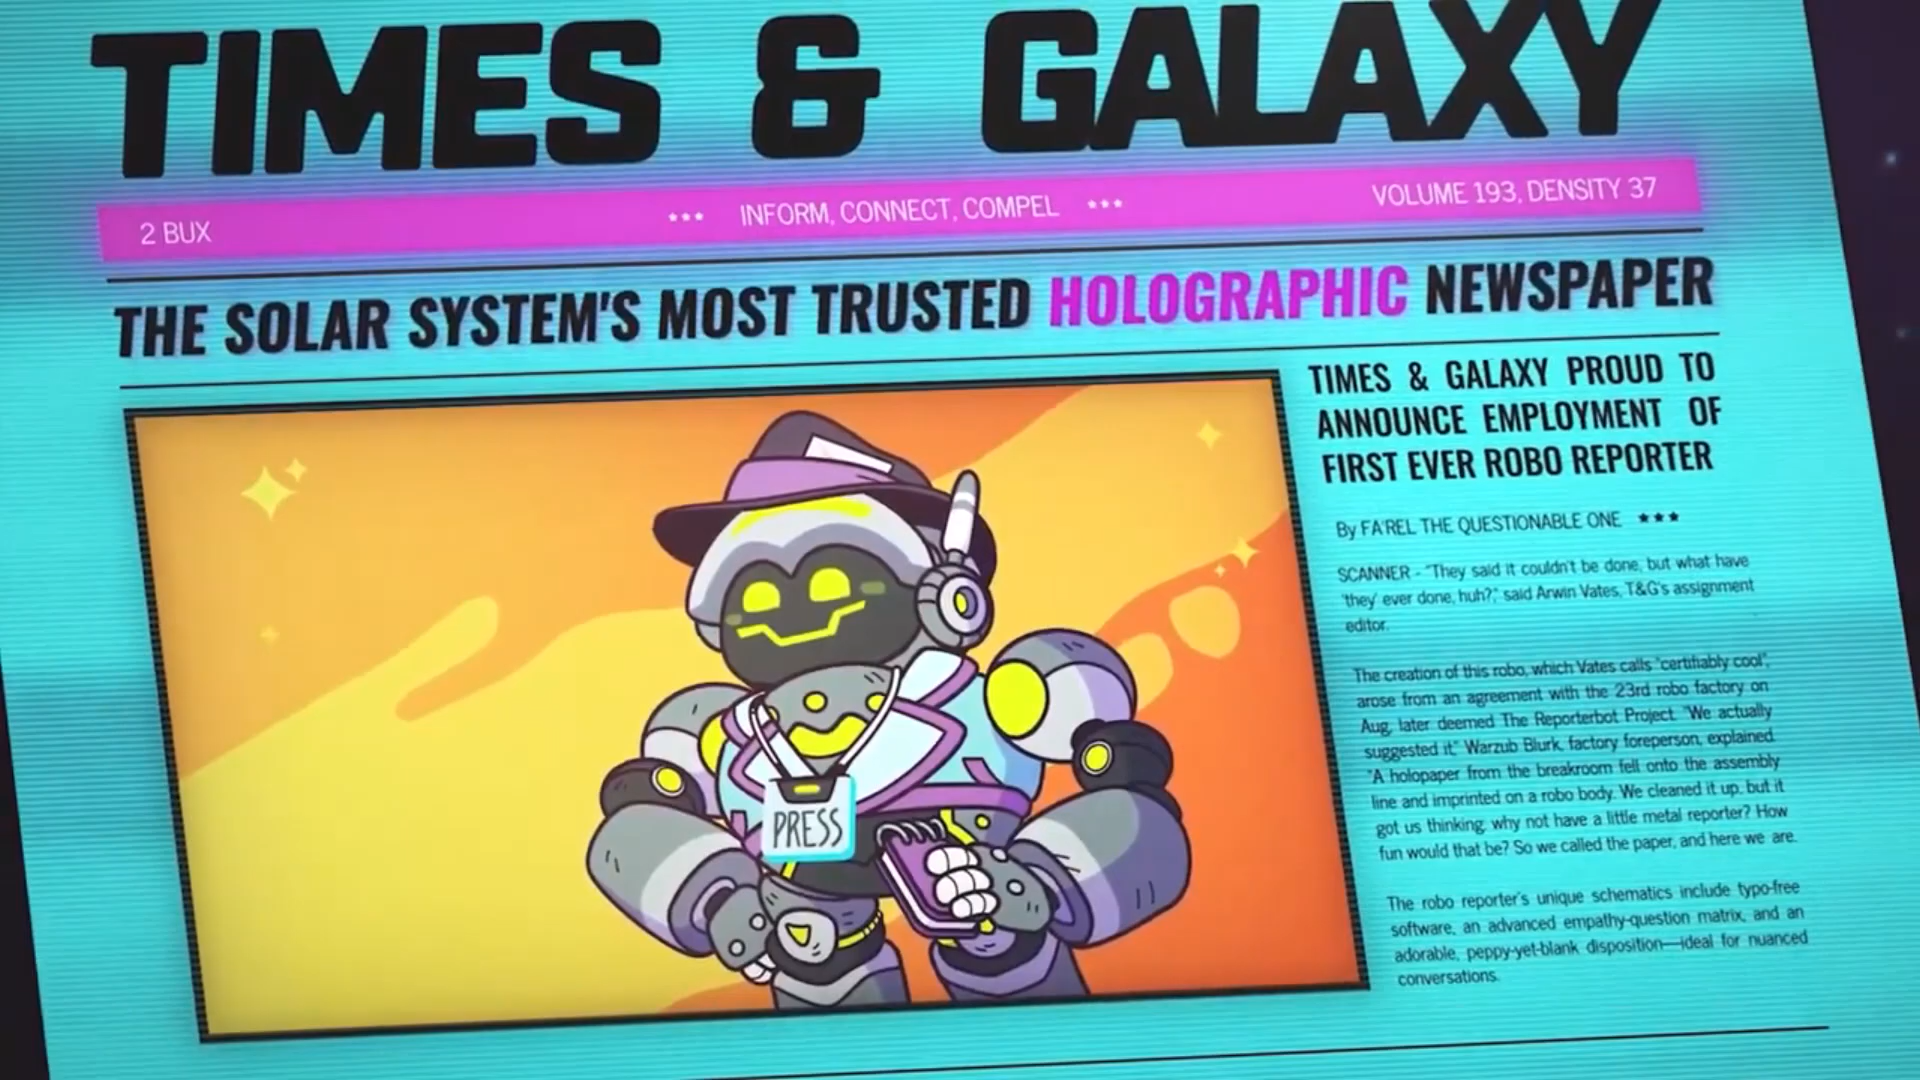 TIMES & GALAXY
2 BUX
*** INFORM, CONNECT, COMPEL ***
VOLUME 193, DENSITY 37
THE SOLAR SYSTEM'S MOST TRUSTED HOLOGRAPHIC NEWSPAPER
PRESS
TIMES & GALAXY PROUD TO
ANNOUNCE EMPLOYMENT OF
FIRST EVER ROBO REPORTER
By FA'REL THE QUESTIONABLE ONE ***
SCANNER - "They said it couldn't be done, but what have
'they' ever done, huh?," said Arwin Vates, T&G's assignment
editor.
The creation of this robo, which Vates calls "certifiably cool",
arose from an agreement with the 23rd robo factory on
Aug, later deemed The Reporterbot Project. "We actually
suggested it," Warzub Blurk, factory foreperson, explained.
"A holopaper from the breakroom fell onto the assembly
line and imprinted on a robo body. We cleaned it up, but it
got us thinking, why not have a little metal reporter? How
fun would that be? So we called the paper, and here we are.
The robo reporter's unique schematics include typo-free
software, an advanced empathy-question matrix, and an
adorable, peppy-yet-blank disposition—ideal for nuanced
conversations.